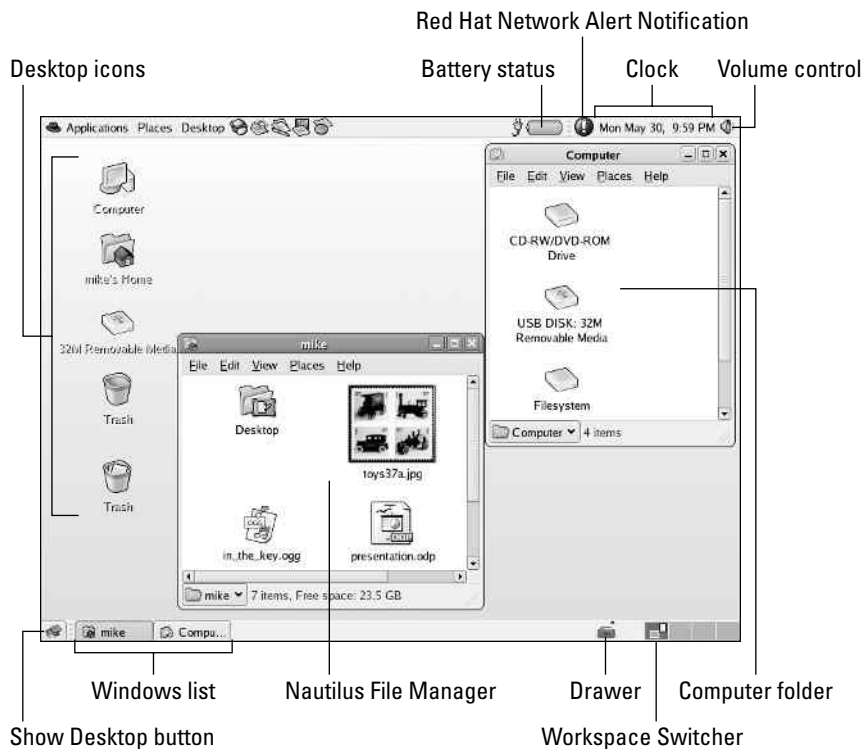 Red Hat Network Alert Notification
Desktop icons
Battery status
Clock
Volume control
Applications Places Desktop
Mon May 30, 9:59 PM
Computer
File Edit View Places Help
CD-RW/DVD-ROM
Drive
USB DISK: 32M
Removable Media
Filesystem
Computer 4 items
Computer
mike's Home
32M Removable Media
Trash
Trash
mike
File Edit View Places Help
Desktop
toys37a.jpg
OGG
in_the_key.ogg
presentation.odp
mike 7 items, Free space: 23.5 GB
mike
Compu...
Windows list
Nautilus File Manager
Drawer
Computer folder
Show Desktop button
Workspace Switcher